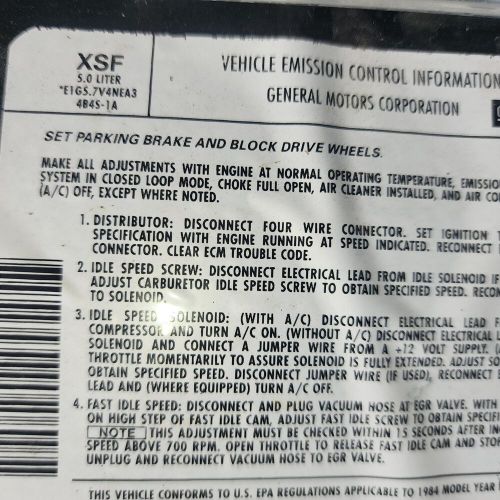 XSF
5.0 LITER
*E1G5.7V4NEA3
4B4S-1A
VEHICLE EMISSION CONTROL INFORMATION
GENERAL MOTORS CORPORATION
SET PARKING BRAKE AND BLOCK DRIVE WHEELS.
MAKE ALL ADJUSTMENTS WITH ENGINE AT NORMAL OPERATING TEMPERATURE, EMISSIO
SYSTEM IN CLOSED LOOP MODE, CHOKE FULL OPEN, AIR CLEANER INSTALLED, AND AIR CO
(A/C) OFF, EXCEPT WHERE NOTED.
1. DISTRIBUTOR: DISCONNECT FOUR WIRE CONNECTOR. SET IGNITION T
SPECIFICATION WITH ENGINE RUNNING AT SPEED INDICATED. RECONNECT
CONNECTOR. CLEAR ECM TROUBLE CODE.
2. IDLE SPEED SCREW: DISCONNECT ELECTRICAL LEAD FROM IDLE SOLENOID IF
ADJUST CARBURETOR IDLE SPEED SCREW TO OBTAIN SPECIFIED SPEED. RECON
TO SOLENOID.
3. IDLE SPEED SOLENOID: (WITH A/C) DISCONNECT ELECTRICAL LEAD F
COMPRESSOR AND TURN A/C ON. (WITHOUT A/C) DISCONNECT ELECTRICAL L
SOLENOID AND CONNECT A JUMPER WIRE FROM A +12 VOLT SUPPLY. (
THROTTLE MOMENTARILY TO ASSURE SOLENOID IS FULLY EXTENDED. ADJUST SO
OBTAIN SPECIFIED SPEED. DISCONNECT JUMPER WIRE (IF USED), RECONNECT
LEAD AND (WHERE EQUIPPED) TURN A/C OFF.
4. FAST IDLE SPEED: DISCONNECT AND PLUG VACUUM HOSE AT EGR VALVE. WITH
ON HIGH STEP OF FAST IDLE CAM, ADJUST FAST IDLE SCREW TO OBTAIN SPECIF
NOTE THIS ADJUSTMENT MUST BE CHECKED WITHIN 15 SECONDS AFTER IN
SPEED ABOVE 700 RPM. OPEN THROTTLE TO RELEASE FAST IDLE CAM AND STOP
UNPLUG AND RECONNECT VACUUM HOSE TO EGR VALVE.
THIS VEHICLE CONFORMS TO U.S. EPA REGULATIONS APPLICABLE TO 1984 MODEL YEAR